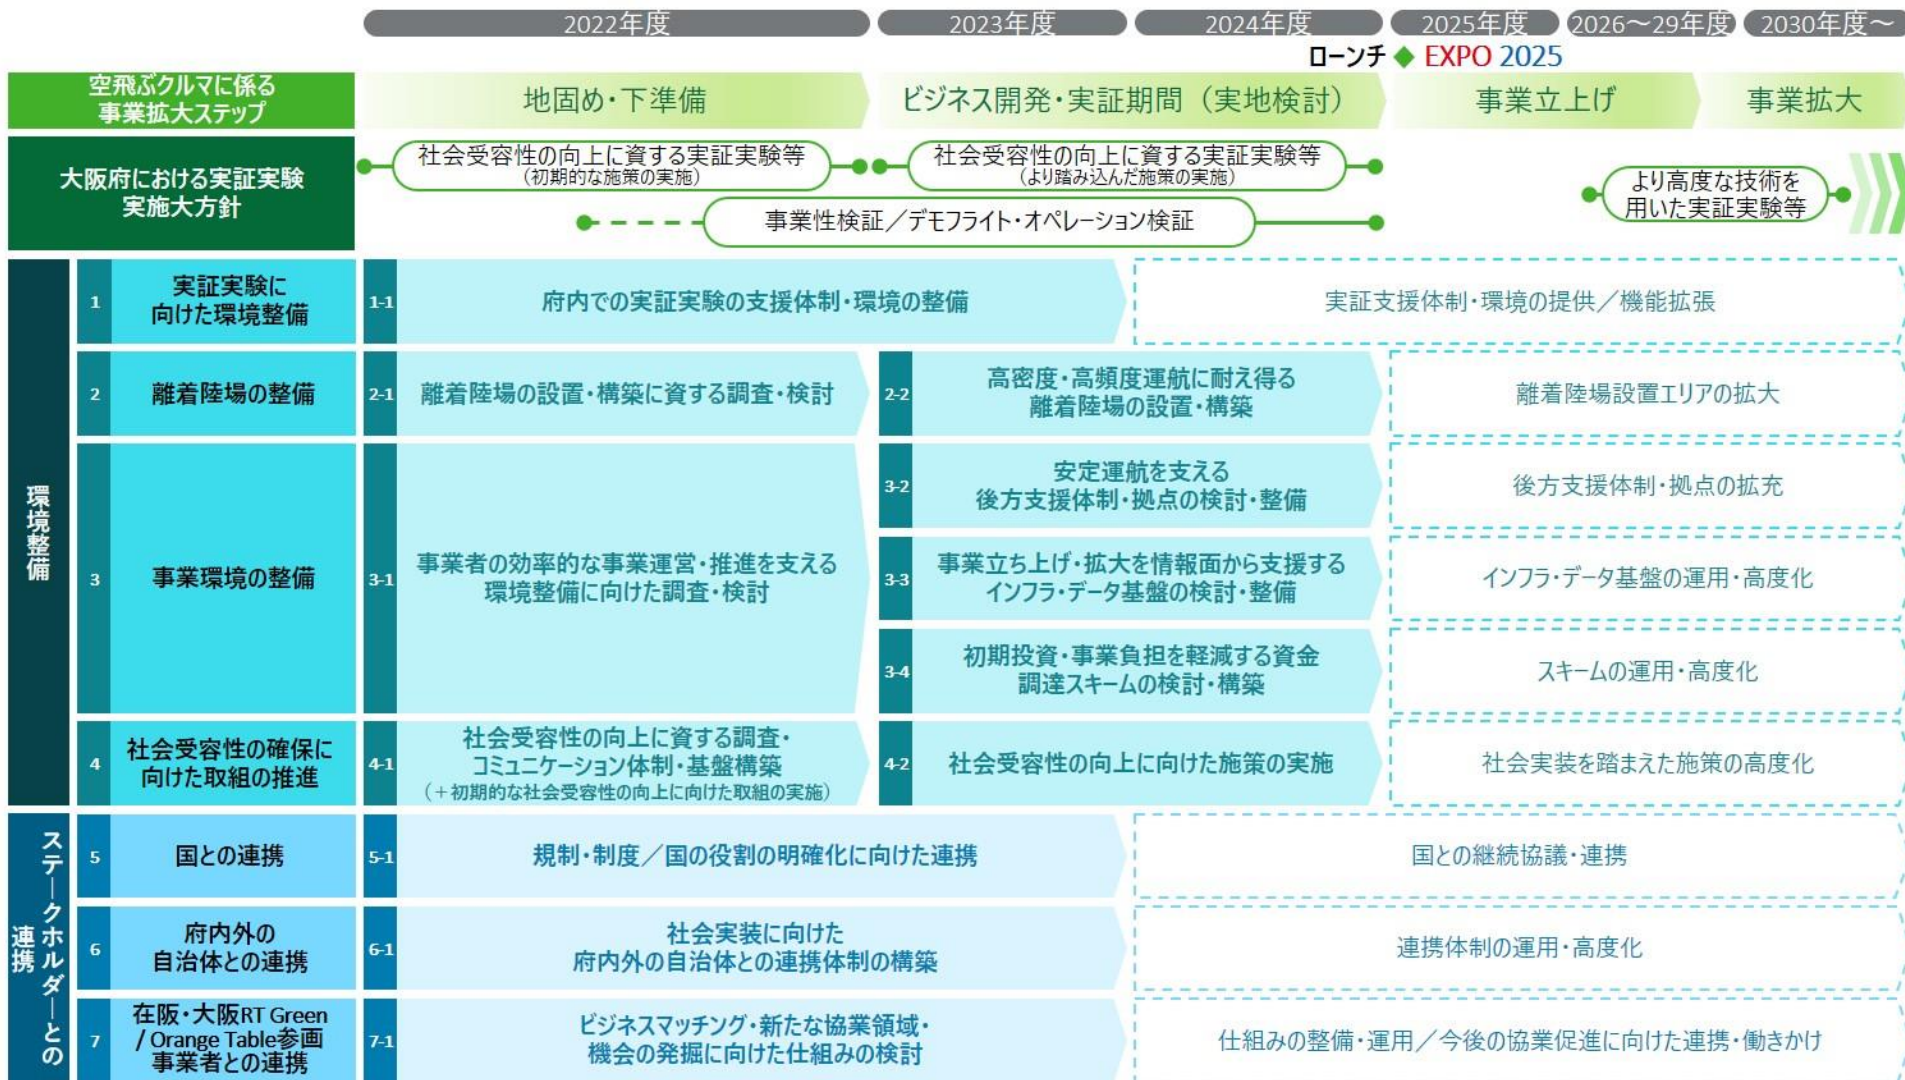 2022年度
2023年度
2024年度
2025年度
2026～29年度
2030年度～
ローンチ ◆ EXPO 2025
空飛ぶクルマに係る
事業拡大ステップ
地固め・下準備
ビジネス開発・実証期間（実地検討）
事業立上げ
事業拡大
大阪府における実証実験
実施大方針
社会受容性の向上に資する実証実験等
（初期的な施策の実施）
社会受容性の向上に資する実証実験等
（より踏み込んだ施策の実施）
事業性検証／デモフライト・オペレーション検証
より高度な技術を
用いた実証実験等
環境整備
1
実証実験に
向けた環境整備
1-1
府内での実証実験の支援体制・環境の整備
実証支援体制・環境の提供／機能拡張
2
離着陸場の整備
2-1
離着陸場の設置・構築に資する調査・検討
2-2
高密度・高頻度運航に耐え得る
離着陸場の設置・構築
離着陸場設置エリアの拡大
3
事業環境の整備
3-1
事業者の効率的な事業運営・推進を支える
環境整備に向けた調査・検討
3-2
安定運航を支える
後方支援体制・拠点の検討・整備
後方支援体制・拠点の拡充
3-3
事業立ち上げ・拡大を情報面から支援する
インフラ・データ基盤の検討・整備
インフラ・データ基盤の運用・高度化
3-4
初期投資・事業負担を軽減する資金
調達スキームの検討・構築
スキームの運用・高度化
4
社会受容性の確保に
向けた取組の推進
4-1
社会受容性の向上に資する調査・
コミュニケーション体制・基盤構築
（＋初期的な社会受容性の向上に向けた取組の実施）
4-2
社会受容性の向上に向けた施策の実施
社会実装を踏まえた施策の高度化
ステークホルダーとの
連携
5
国との連携
5-1
規制・制度／国の役割の明確化に向けた連携
国との継続協議・連携
6
府内外の
自治体との連携
6-1
社会実装に向けた
府内外の自治体との連携体制の構築
連携体制の運用・高度化
7
在阪・大阪RT Green
/ Orange Table参画
事業者との連携
7-1
ビジネスマッチング・新たな協業領域・
機会の発掘に向けた仕組みの検討
仕組みの整備・運用／今後の協業促進に向けた連携・働きかけ